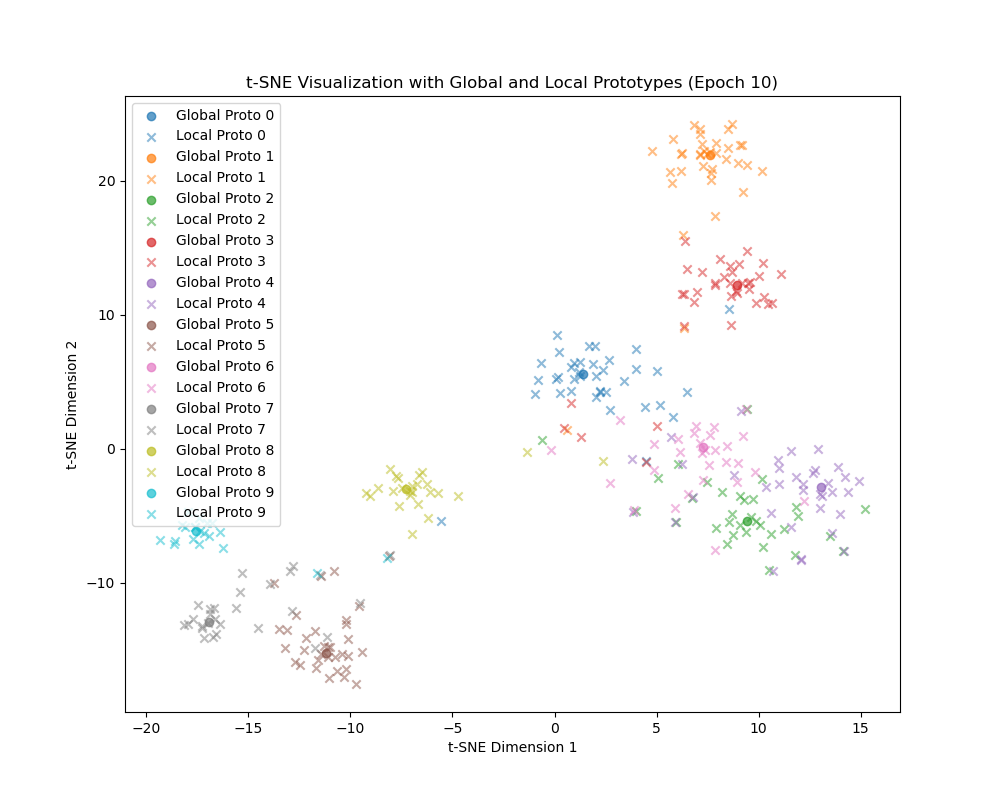 t-SNE Visualization with Global and Local Prototypes (Epoch 10)
Global Proto 0
Local Proto 0
Global Proto 1
Local Proto 1
Global Proto 2
Local Proto 2
Global Proto 3
Local Proto 3
Global Proto 4
Local Proto 4
Global Proto 5
Local Proto 5
Global Proto 6
Local Proto 6
Global Proto 7
Local Proto 7
Global Proto 8
Local Proto 8
Global Proto 9
Local Proto 9
t-SNE Dimension 2
20
10
0
−10
−20 −15 −10 −5 0 5 10 15
t-SNE Dimension 1